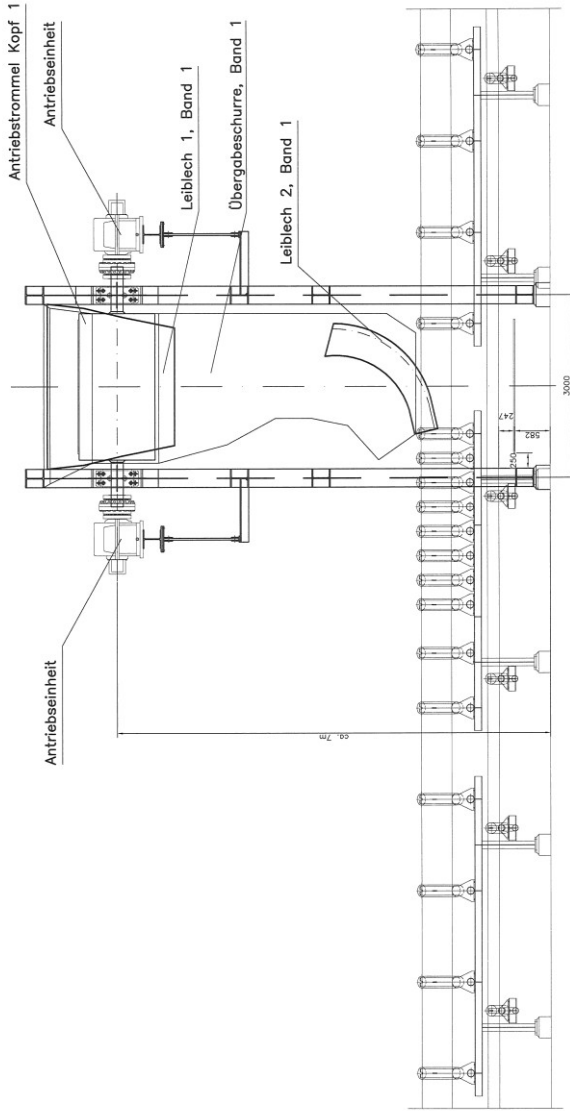 Antriebstrommel Kopf 1
Antriebseinheit
Leiblech 1, Band 1
Übergabeschurre, Band 1
Leiblech 2, Band 1
Antriebseinheit
ca. 7m
250
247
582
3000